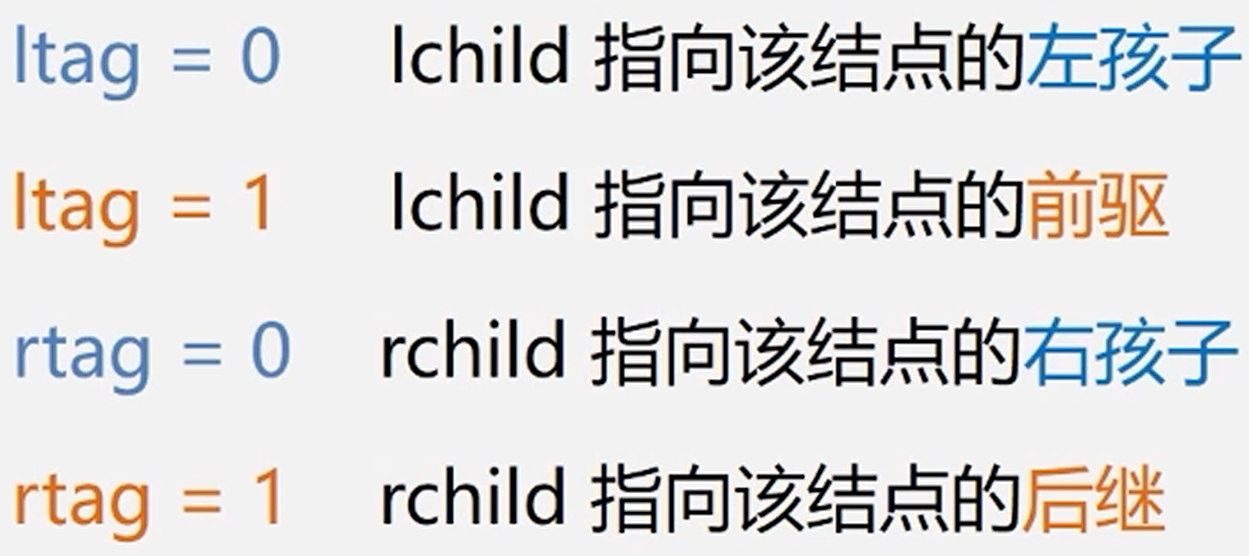 ltag = 0 lchild 指向该结点的左孩子
ltag = 1 lchild 指向该结点的前驱
rtag = 0 rchild 指向该结点的右孩子
rtag = 1 rchild 指向该结点的后继